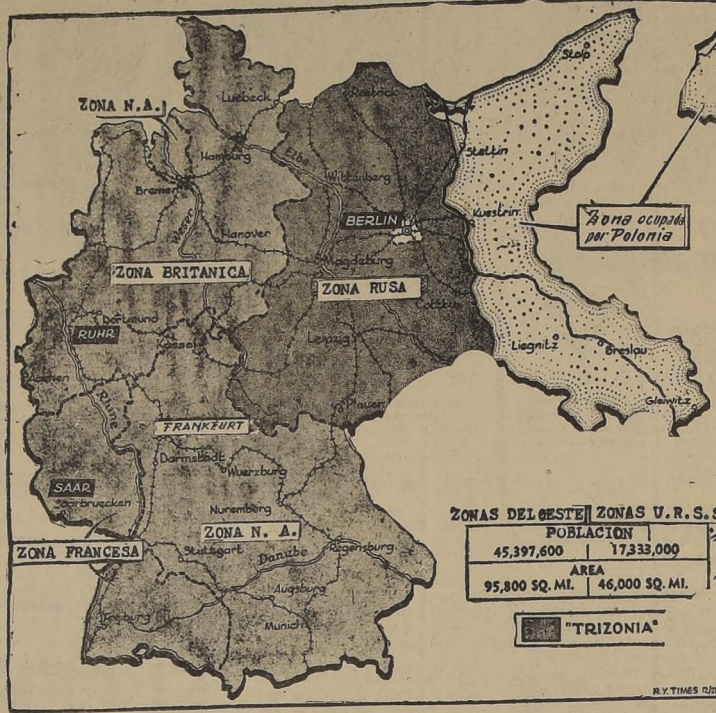 Stolp
ZONA N.A.
Luebeck
Rostock
Hamburg
Elbe
Stettin
Bremen
Wittenberg
Weser
Hanover
BERLIN
Kuestrin
Zona ocupada
por Polonia
ZONA BRITANICA
Magdeburg
ZONA RUSA
Cottbus
Dortmund
RUHR
Kassel
Leipzig
Liegnitz
Breslau
Aachen
Rhine
Plauen
Gleiwitz
FRANKFURT
Darmstadt
Wuerzburg
SAAR
Saarbruecken
Nuremburg
ZONA N. A.
ZONA FRANCESA
Stuttgart
Danube
Regensburg
Augsburg
Freiburg
Munich
ZONAS DEL OESTE ZONAS U.R.S.S
POBLACION
45,397,600 17,333,000
AREA
95,800 SQ. MI. 46,000 SQ. MI.
"TRIZONIA"
N.Y. TIMES